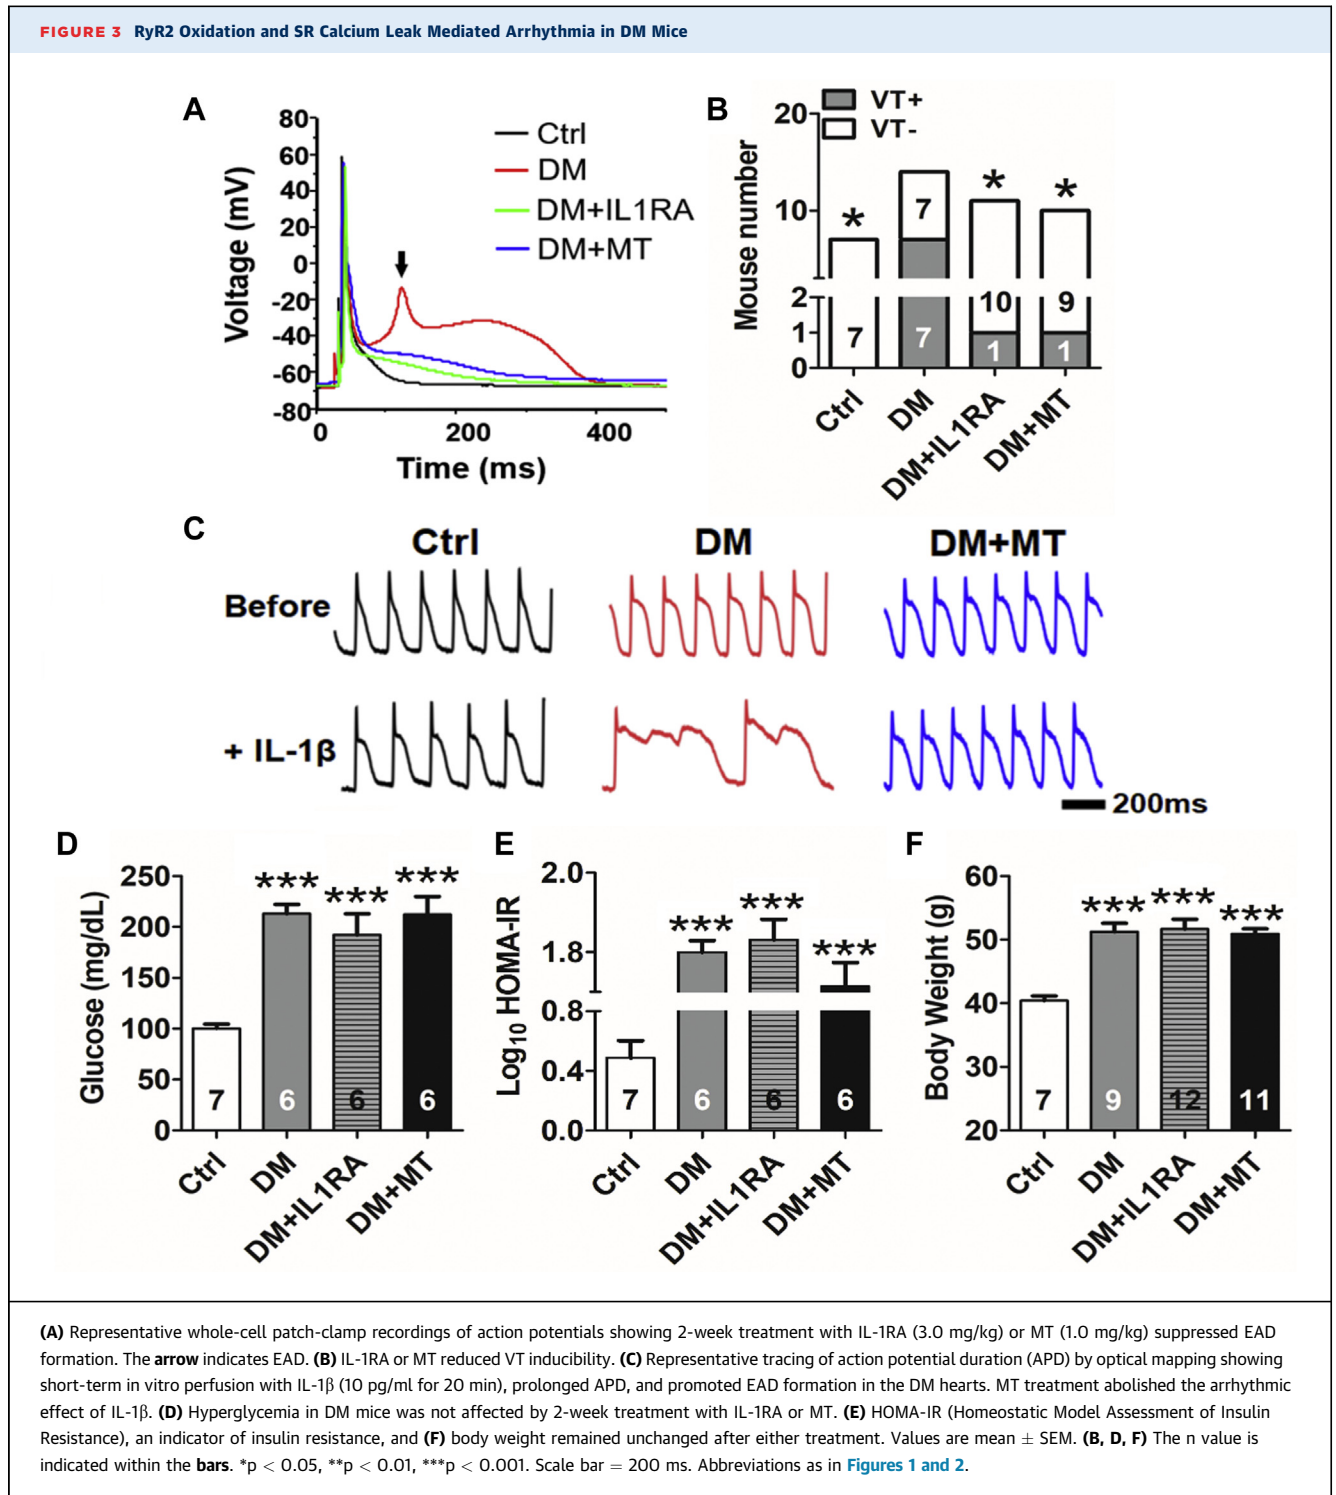 FIGURE 3 RyR2 Oxidation and SR Calcium Leak Mediated Arrhythmia in DM Mice
A
80
60
40
20
0
-20
-40
-60
-80
Voltage (mV)
0 200 400
Time (ms)
Ctrl
DM
DM+IL1RA
DM+MT
B
VT+
VT-
20
10
2
1
0
Mouse number
* * *
7 7 7 10 1 9 1
Ctrl DM DM+IL1RA DM+MT
C
Ctrl DM DM+MT
Before
+ IL-1β
200ms
D
250
200
150
100
50
0
Glucose (mg/dL)
*** *** ***
7 6 6 6
Ctrl DM DM+IL1RA DM+MT
E
2.0
1.8
0.8
0.4
0.0
Log10 HOMA-IR
*** *** ***
7 6 6 6
Ctrl DM DM+IL1RA DM+MT
F
60
50
40
30
20
Body Weight (g)
*** *** ***
7 9 12 11
Ctrl DM DM+IL1RA DM+MT
(A) Representative whole-cell patch-clamp recordings of action potentials showing 2-week treatment with IL-1RA (3.0 mg/kg) or MT (1.0 mg/kg) suppressed EAD
formation. The arrow indicates EAD. (B) IL-1RA or MT reduced VT inducibility. (C) Representative tracing of action potential duration (APD) by optical mapping showing
short-term in vitro perfusion with IL-1β (10 pg/ml for 20 min), prolonged APD, and promoted EAD formation in the DM hearts. MT treatment abolished the arrhythmic
effect of IL-1β. (D) Hyperglycemia in DM mice was not affected by 2-week treatment with IL-1RA or MT. (E) HOMA-IR (Homeostatic Model Assessment of Insulin
Resistance), an indicator of insulin resistance, and (F) body weight remained unchanged after either treatment. Values are mean ± SEM. (B, D, F) The n value is
indicated within the bars. *p < 0.05, **p < 0.01, ***p < 0.001. Scale bar = 200 ms. Abbreviations as in Figures 1 and 2.